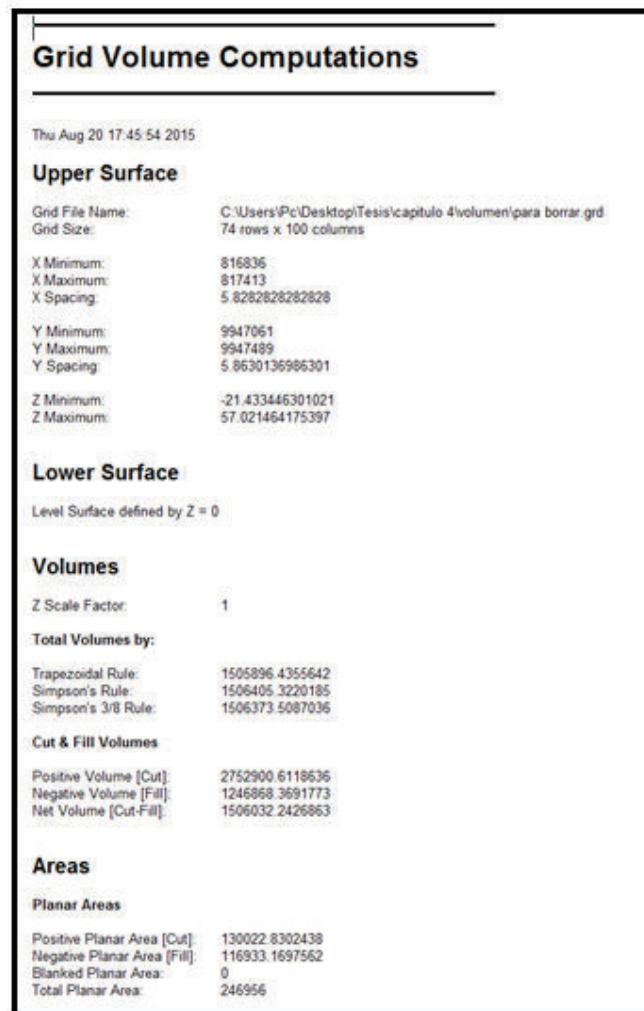 Grid Volume Computations
Thu Aug 20 17:45:54 2015
Upper Surface
Grid File Name: C:\Users\Pc\Desktop\Tesis\capitulo 4\volumen\para borrar.grd
Grid Size: 74 rows x 100 columns
X Minimum: 816836
X Maximum: 817413
X Spacing: 5.8282828282828
Y Minimum: 9947061
Y Maximum: 9947489
Y Spacing: 5.8630136986301
Z Minimum: -21.433446301021
Z Maximum: 57.021464175397
Lower Surface
Level Surface defined by Z = 0
Volumes
Z Scale Factor: 1
Total Volumes by:
Trapezoidal Rule: 1505896.4355642
Simpson's Rule: 1506405.3220185
Simpson's 3/8 Rule: 1506373.5087036
Cut & Fill Volumes
Positive Volume [Cut]: 2752900.6118636
Negative Volume [Fill]: 1246868.3691773
Net Volume [Cut-Fill]: 1506032.2426863
Areas
Planar Areas
Positive Planar Area [Cut]: 130022.8302438
Negative Planar Area [Fill]: 116933.1697562
Blanked Planar Area: 0
Total Planar Area: 246956